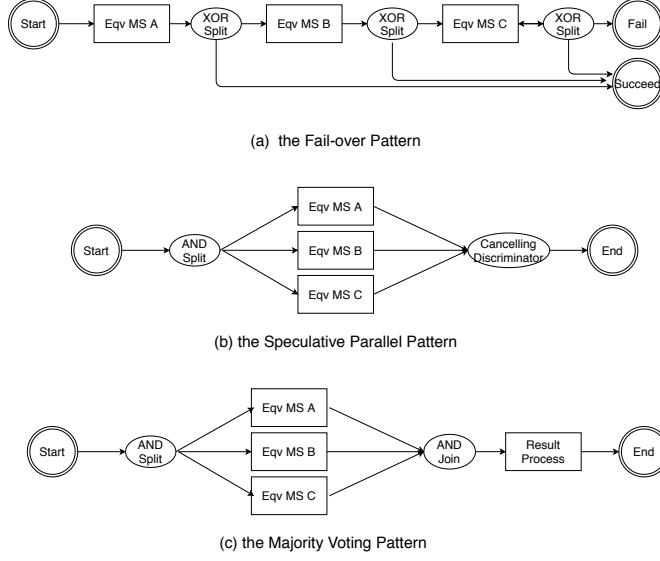 Start
Eqv MS A
XOR
Split
Eqv MS B
XOR
Split
Eqv MS C
XOR
Split
Fail
Succeed
(a) the Fail-over Pattern
Start
AND
Split
Eqv MS A
Eqv MS B
Eqv MS C
Cancelling
Discriminator
End
(b) the Speculative Parallel Pattern
Start
AND
Split
Eqv MS A
Eqv MS B
Eqv MS C
AND
Join
Result
Process
End
(c) the Majority Voting Pattern